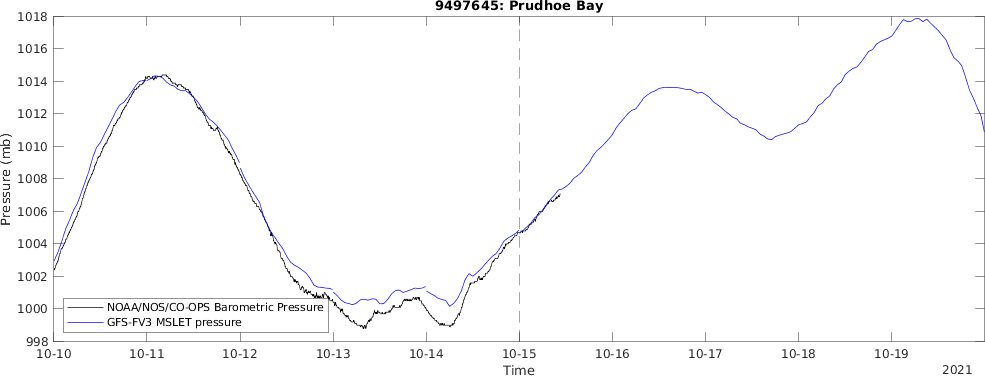 9497645: Prudhoe Bay
Pressure (mb)
1018
1016
1014
1012
1010
1008
1006
1004
1002
1000
998
NOAA/NOS/CO-OPS Barometric Pressure
GFS-FV3 MSLET pressure
10-10 10-11 10-12 10-13 10-14 10-15 10-16 10-17 10-18 10-19
Time
2021